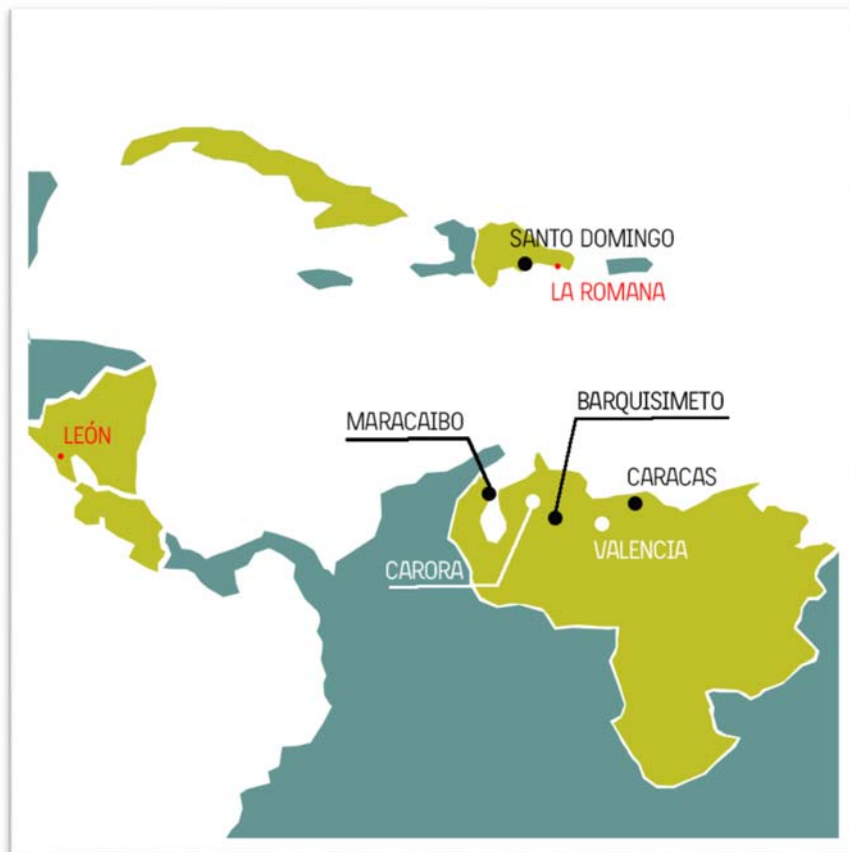 SANTO DOMINGO
LA ROMANA
BARQUISIMETO
MARACAIBO
LEÓN
CARACAS
VALENCIA
CARORA